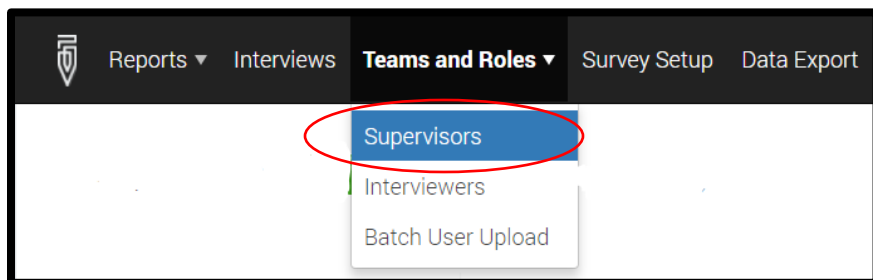 Reports ▾ Interviews Teams and Roles ▾ Survey Setup Data Export
Supervisors
Interviewers
Batch User Upload